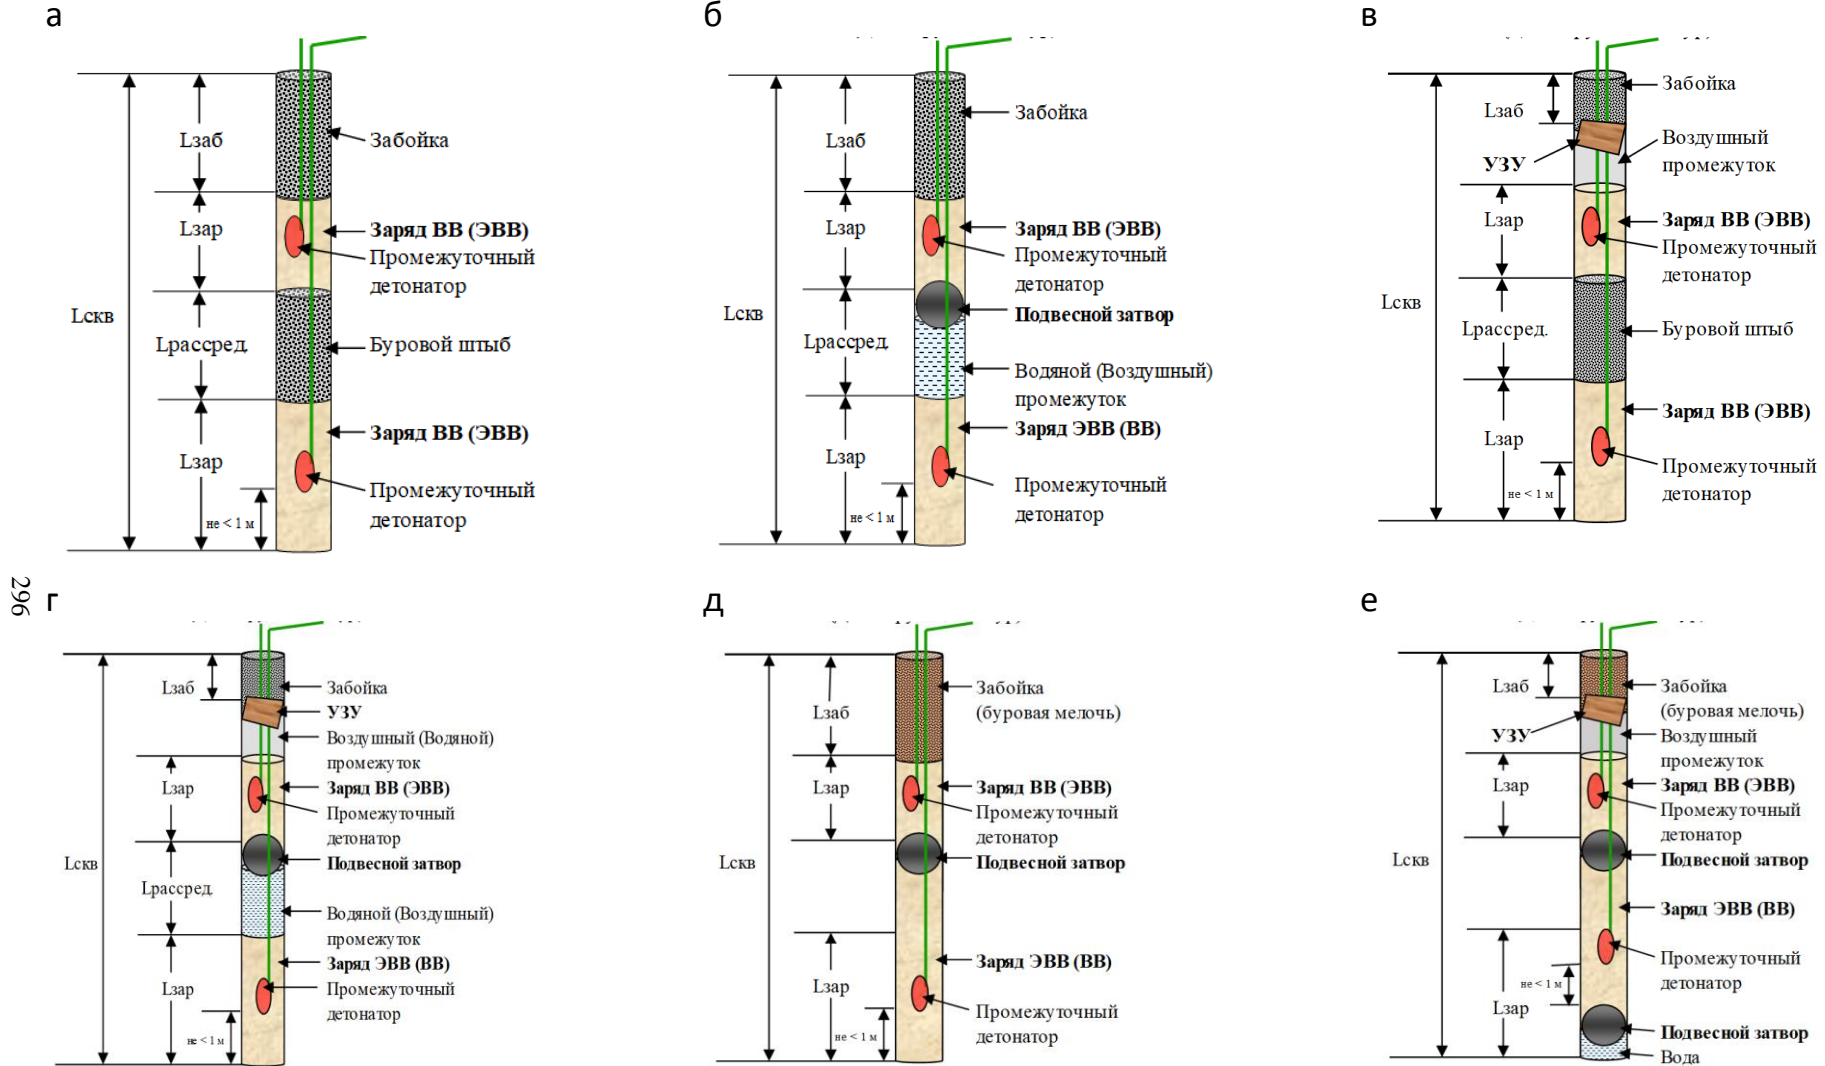 а
Lзаб
Забойка
Lзар
Заряд ВВ (ЭВВ)
Промежуточный
детонатор
Lскв
Lрассред.
Буровой штыб
Заряд ВВ (ЭВВ)
Lзар
Промежуточный
детонатор
не < 1 м
б
Забойка
Lзаб
Lзар
Заряд ВВ (ЭВВ)
Промежуточный
детонатор
Lскв
Подвесной затвор
Lрассред.
Водяной (Воздушный)
промежуток
Заряд ЭВВ (ВВ)
Lзар
Промежуточный
детонатор
не < 1 м
в
Забойка
Lзаб
Воздушный
промежуток
УЗУ
Lзар
Заряд ВВ (ЭВВ)
Промежуточный
детонатор
Lскв
Lрассред.
Буровой штыб
Заряд ВВ (ЭВВ)
Lзар
Промежуточный
детонатор
не < 1 м
296
г
Lзаб
Забойка
УЗУ
Воздушный (Водяной)
промежуток
Lзар
Заряд ВВ (ЭВВ)
Промежуточный
детонатор
Lскв
Подвесной затвор
Lрассред.
Водяной (Воздушный)
промежуток
Заряд ЭВВ (ВВ)
Lзар
Промежуточный
детонатор
не < 1 м
д
Забойка
(буровая мелочь)
Lзаб
Lзар
Заряд ВВ (ЭВВ)
Промежуточный
детонатор
Lскв
Подвесной затвор
Заряд ЭВВ (ВВ)
Lзар
Промежуточный
детонатор
не < 1 м
е
Lзаб
Забойка
(буровая мелочь)
УЗУ
Воздушный
промежуток
Lзар
Заряд ВВ (ЭВВ)
Промежуточный
детонатор
Lскв
Подвесной затвор
Заряд ЭВВ (ВВ)
Промежуточный
детонатор
не < 1 м
Lзар
Подвесной затвор
Вода